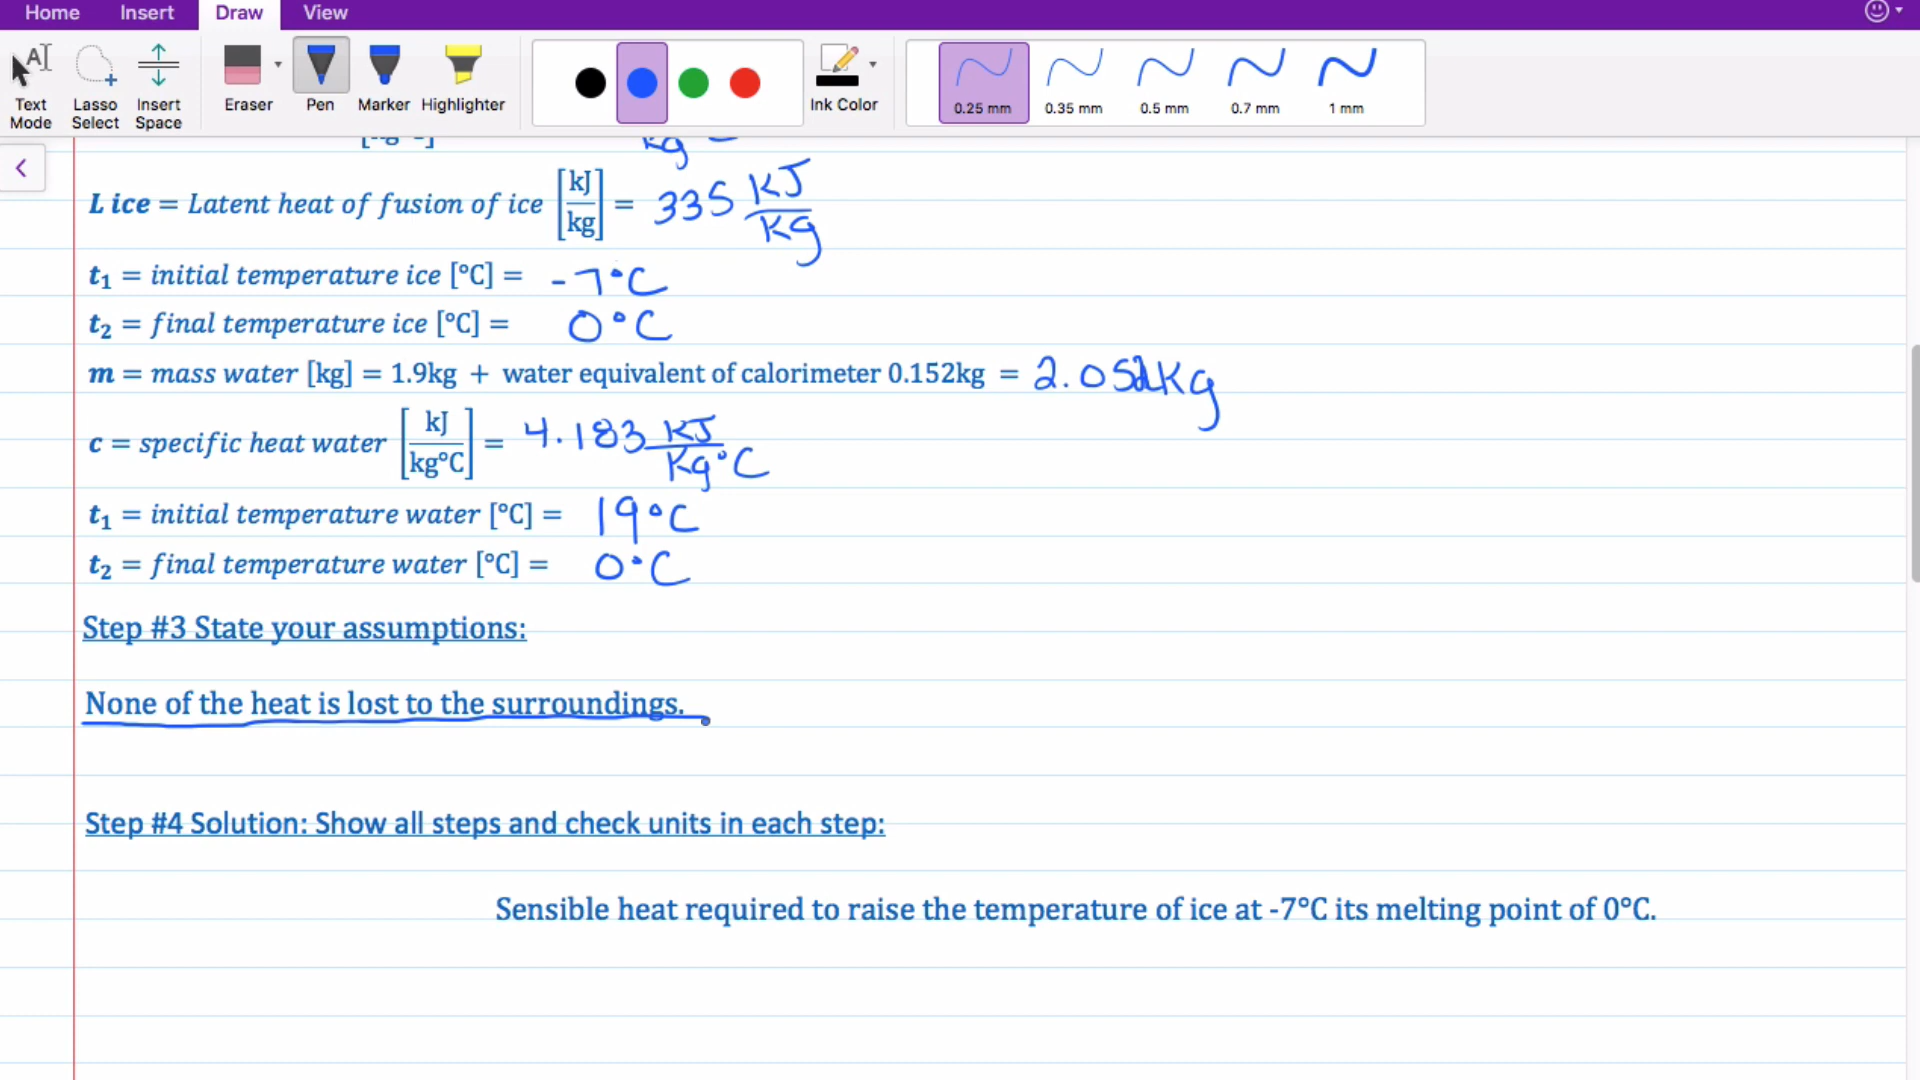 Home Insert Draw View
Text Mode
Lasso Select
Insert Space
Eraser
Pen
Marker
Highlighter
Ink Color
0.25 mm
0.35 mm
0.5 mm
0.7 mm
1 mm
kg
L ice = Latent heat of fusion of ice [kJ/kg] = 335 KJ/Kg
t₁ = initial temperature ice [°C] = -7°C
t₂ = final temperature ice [°C] = 0°C
m = mass water [kg] = 1.9kg + water equivalent of calorimeter 0.152kg = 2.052Kg
c = specific heat water [kJ/kg°C] = 4.183 KJ/Kg°C
t₁ = initial temperature water [°C] = 19°C
t₂ = final temperature water [°C] = 0°C
Step #3 State your assumptions:
None of the heat is lost to the surroundings.
Step #4 Solution: Show all steps and check units in each step:
Sensible heat required to raise the temperature of ice at -7°C its melting point of 0°C.